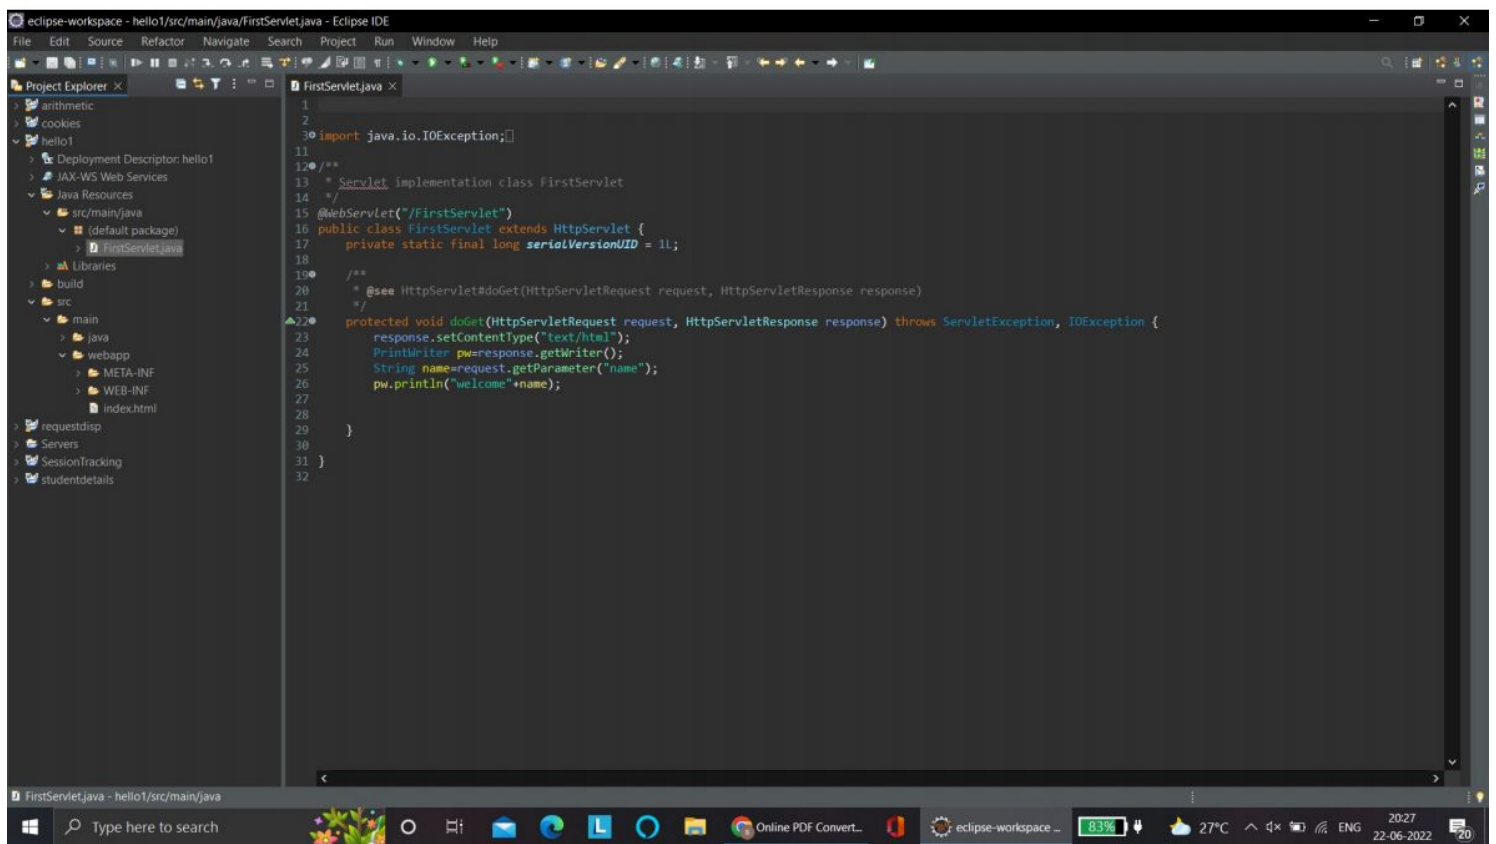 eclipse-workspace - hello1/src/main/java/FirstServlet.java - Eclipse IDE
File Edit Source Refactor Navigate Search Project Run Window Help
Project Explorer
FirstServlet.java
arithmetic
cookies
hello1
Deployment Descriptor: hello1
JAX-WS Web Services
Java Resources
src/main/java
(default package)
FirstServlet.java
Libraries
build
src
main
java
webapp
META-INF
WEB-INF
index.html
requestdisp
Servers
SessionTracking
studentdetails
1
2
3 import java.io.IOException;
11
12 /**
13 * Servlet implementation class FirstServlet
14 */
15 @WebServlet("/FirstServlet")
16 public class FirstServlet extends HttpServlet {
17 private static final long serialVersionUID = 1L;
18
19 /**
20 * @see HttpServlet#doGet(HttpServletRequest request, HttpServletResponse response)
21 */
22 protected void doGet(HttpServletRequest request, HttpServletResponse response) throws ServletException, IOException {
23 response.setContentType("text/html");
24 PrintWriter pw=response.getWriter();
25 String name=request.getParameter("name");
26 pw.println("welcome"+name);
27
28
29 }
30
31 }
32
FirstServlet.java - hello1/src/main/java
Type here to search
L
Online PDF Convert...
eclipse-workspace ...
83%
27°C
ENG
20:27
22-06-2022
20